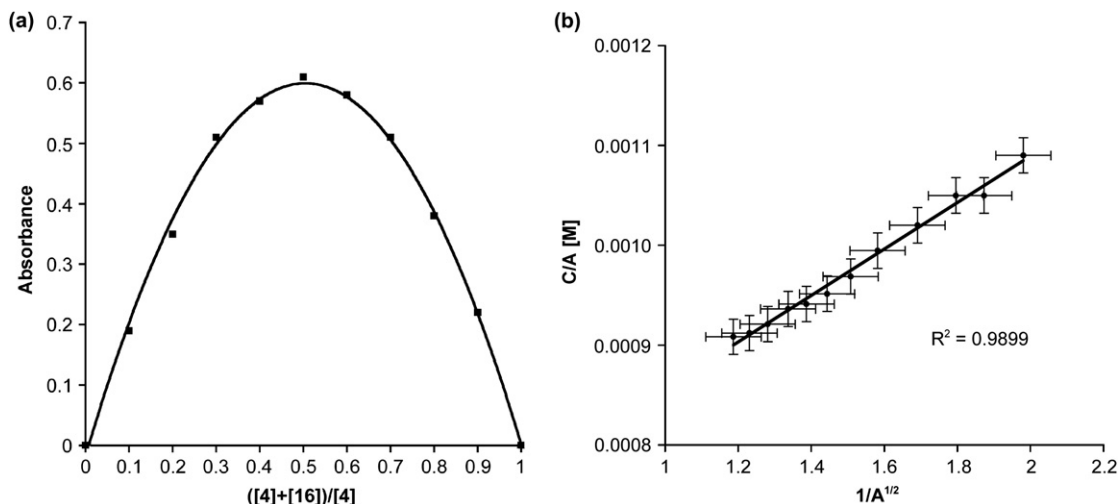 (a)
0.7
0.6
0.5
0.4
0.3
0.2
0.1
0
Absorbance
0 0.1 0.2 0.3 0.4 0.5 0.6 0.7 0.8 0.9 1
([4]+[16])/[4]
(b)
0.0012
0.0011
0.0010
0.0009
0.0008
C/A [M]
R² = 0.9899
1 1.2 1.4 1.6 1.8 2 2.2
1/A^1/2